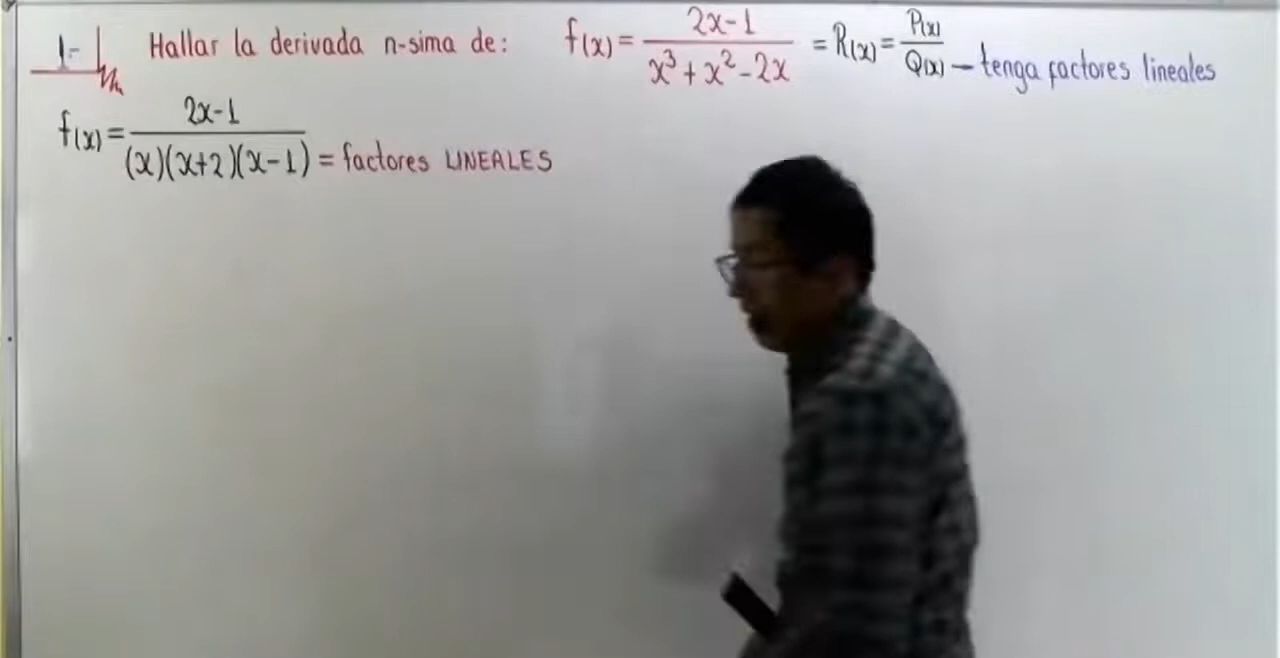 1- Hallar la derivada n-sima de: f(x) = 2x-1 / x³ + x² - 2x = R(x) = P(x) / Q(x) — tenga factores lineales
f(x) = 2x-1 / (x)(x+2)(x-1) = factores LINEALES